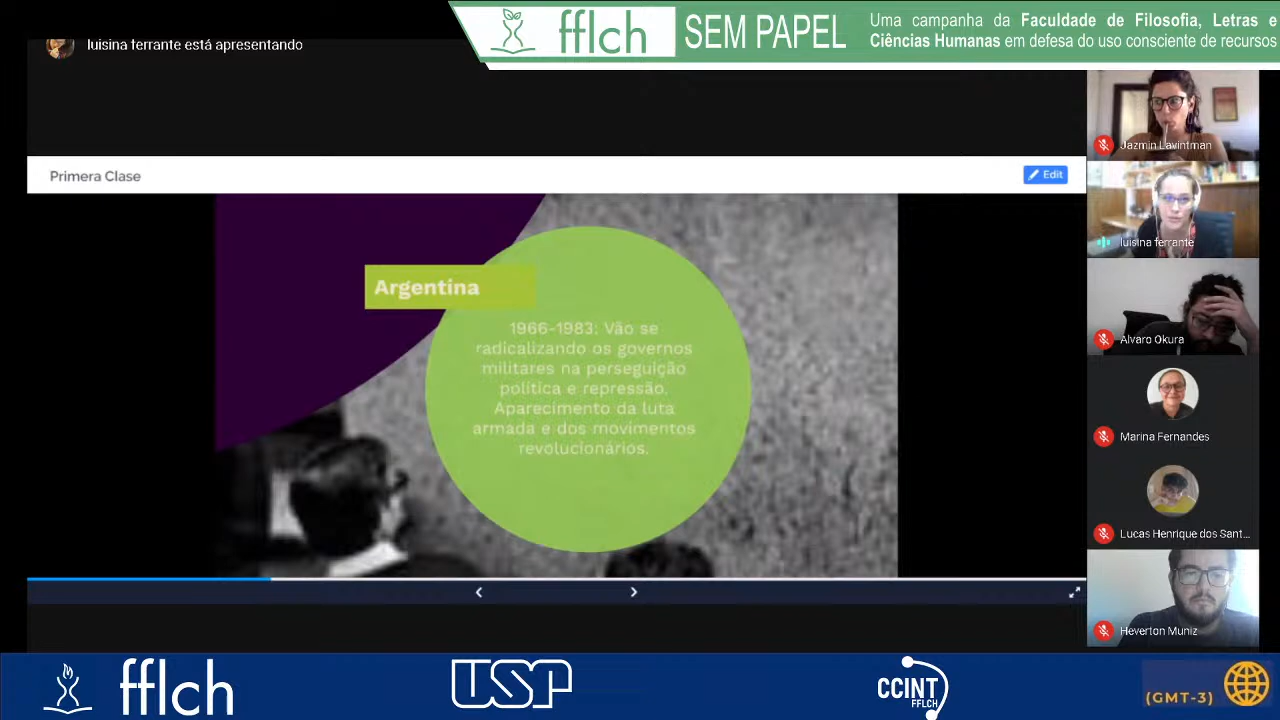 luisina ferrante está apresentando
fflch
SEM PAPEL
Uma campanha da Faculdade de Filosofia, Letras e
Ciências Humanas em defesa do uso consciente de recursos
Primera Clase
Edit
Argentina
1966-1983: Vão se
radicalizando os governos
militares na perseguição
política e repressão.
Aparecimento da luta
armada e dos movimentos
revolucionários.
Jazmin Lavintman
luisina ferrante
Alvaro Okura
Marina Fernandes
Lucas Henrique dos Sant...
Heverton Muniz
fflch
USP
CCINT
FFLCH
(GMT-3)